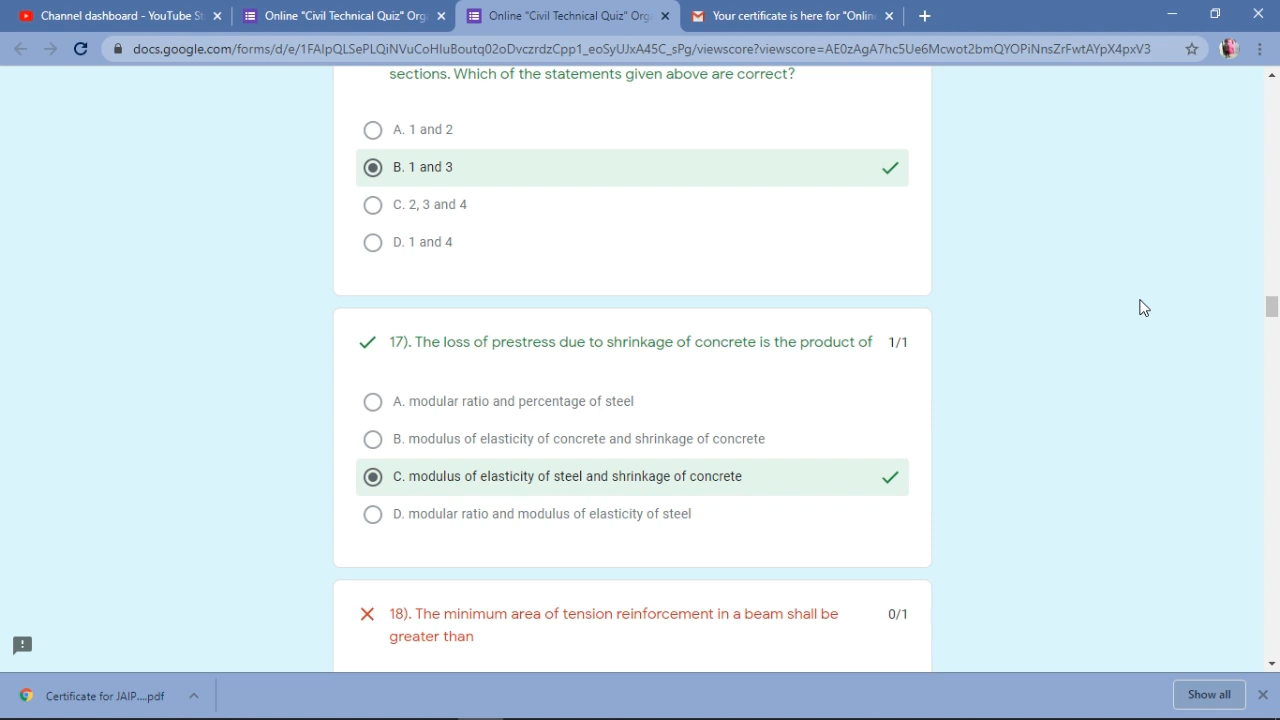 Channel dashboard - YouTube St
Online "Civil Technical Quiz" Orga
Online "Civil Technical Quiz" Orga
Your certificate is here for "Onlin
docs.google.com/forms/d/e/1FAIpQLSePLQiNVuCoHIuBoutq02oDvczrdzCpp1_eoSyUJxA45C_sPg/viewscore?viewscore=AE0zAgA7hc5Ue6Mcwot2bmQYOPiNnsZrFwtAYpX4pxV3
sections. Which of the statements given above are correct?
A. 1 and 2
B. 1 and 3
C. 2, 3 and 4
D. 1 and 4
17). The loss of prestress due to shrinkage of concrete is the product of 1/1
A. modular ratio and percentage of steel
B. modulus of elasticity of concrete and shrinkage of concrete
C. modulus of elasticity of steel and shrinkage of concrete
D. modular ratio and modulus of elasticity of steel
18). The minimum area of tension reinforcement in a beam shall be 0/1
greater than
Certificate for JAIP....pdf
Show all